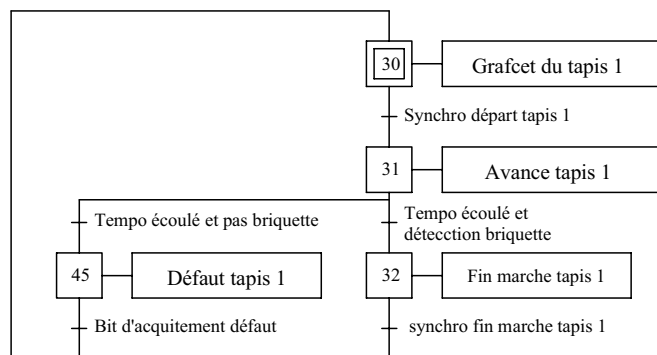 30
Grafcet du tapis 1
Synchro départ tapis 1
31
Avance tapis 1
Tempo écoulé et pas briquette
Tempo écoulé et
détecction briquette
45
Défaut tapis 1
32
Fin marche tapis 1
Bit d'acquitement défaut
synchro fin marche tapis 1